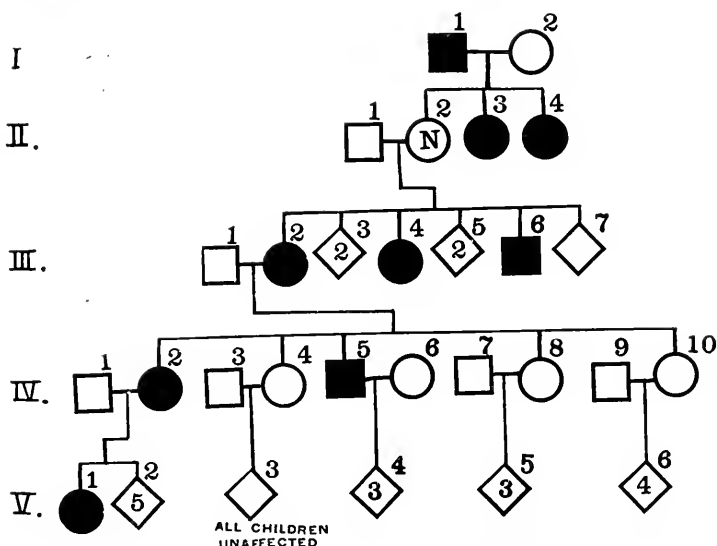 I 1 2
II. 1 2 3 4
N
III. 1 2 3 4 5 6 7
2 2
IV. 1 2 3 4 5 6 7 8 9 10
V. 1 2 3 4 5 6
5 3 3 4
ALL CHILDREN
UNAFFECTED